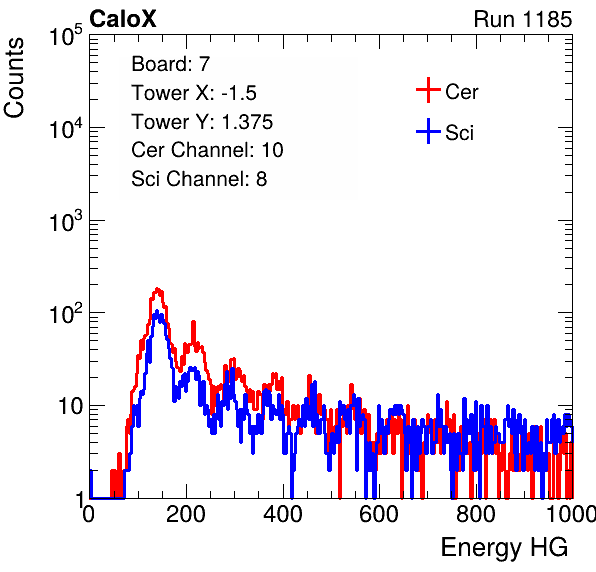 CaloX Run 1185
Counts
Board: 7
Tower X: -1.5
Tower Y: 1.375
Cer Channel: 10
Sci Channel: 8
Cer
Sci
10^5
10^4
10^3
10^2
10
1
0 200 400 600 800 1000
Energy HG